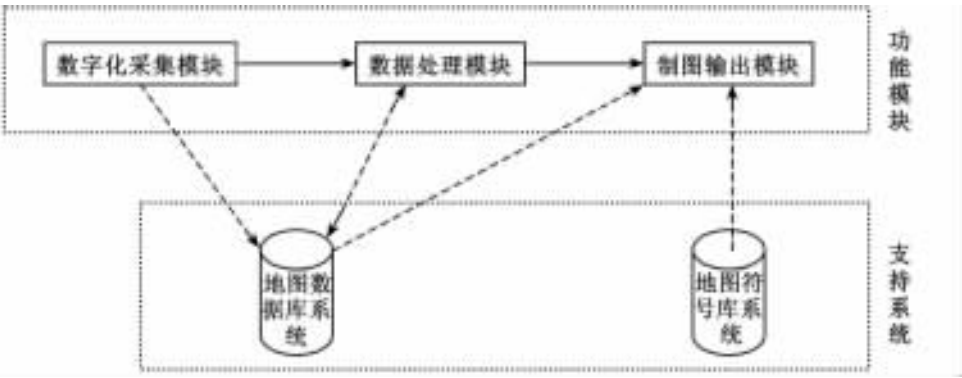 数字化采集模块
数据处理模块
制图输出模块
功能模块
地图数
据库系
统
地图符
号库系
统
支持系统